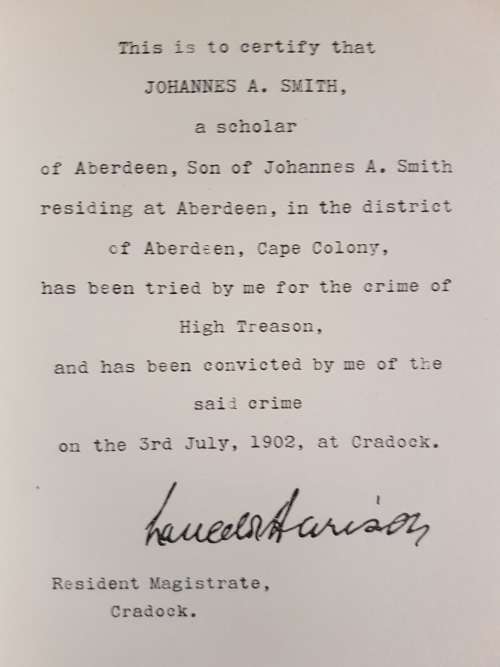 This is to certify that
JOHANNES A. SMITH,
a scholar
of Aberdeen, Son of Johannes A. Smith
residing at Aberdeen, in the district
of Aberdeen, Cape Colony,
has been tried by me for the crime of
High Treason,
and has been convicted by me of the
said crime
on the 3rd July, 1902, at Cradock.
Harison
Resident Magistrate,
Cradock.